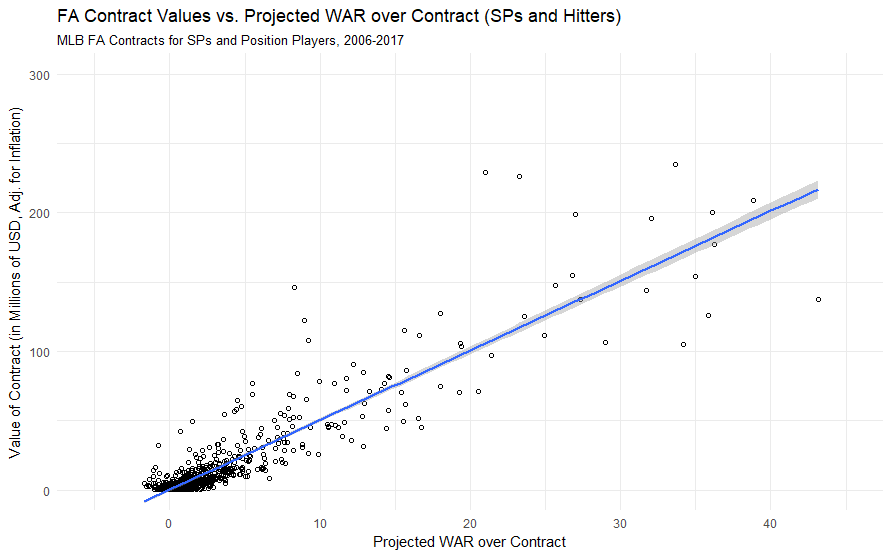 FA Contract Values vs. Projected WAR over Contract (SPs and Hitters)
MLB FA Contracts for SPs and Position Players, 2006-2017
Value of Contract (in Millions of USD, Adj. for Inflation)
300
200
100
0
0 10 20 30 40
Projected WAR over Contract